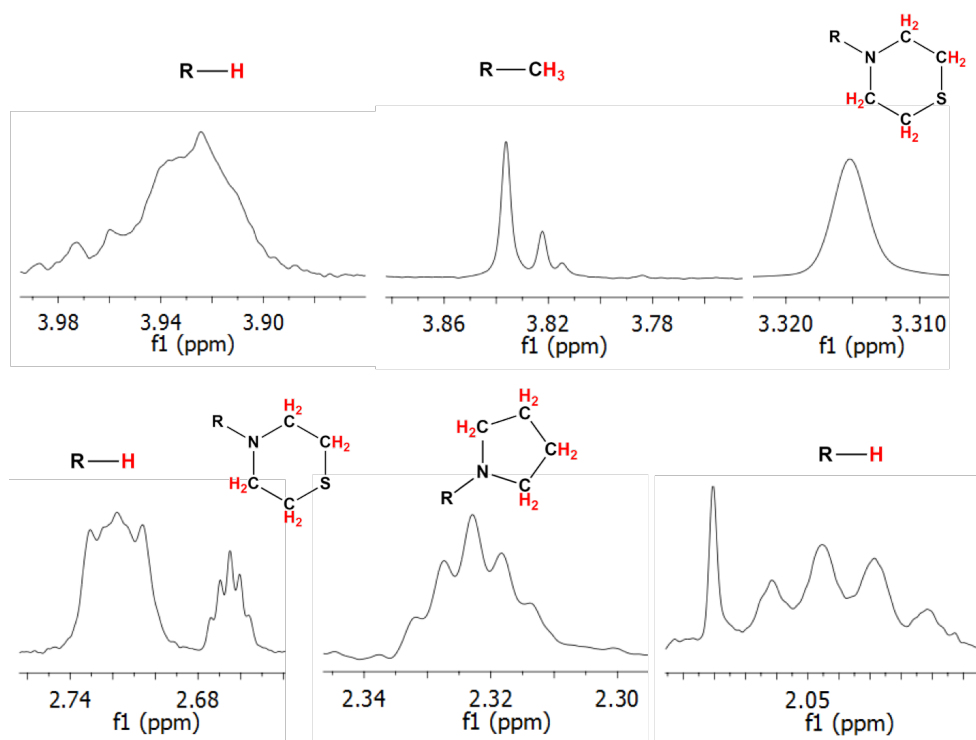 R—H
3.98 3.94 3.90
f1 (ppm)
R—CH₃
3.86 3.82 3.78
f1 (ppm)
H₂
R C
N CH₂
H₂C S
C
H₂
3.320 3.310
f1 (ppm)
R—H
2.74 2.68
f1 (ppm)
H₂
R C
N CH₂
H₂C S
C
H₂
H₂
C
H₂C CH₂
N C
R H₂
2.34 2.32 2.30
f1 (ppm)
R—H
2.05
f1 (ppm)